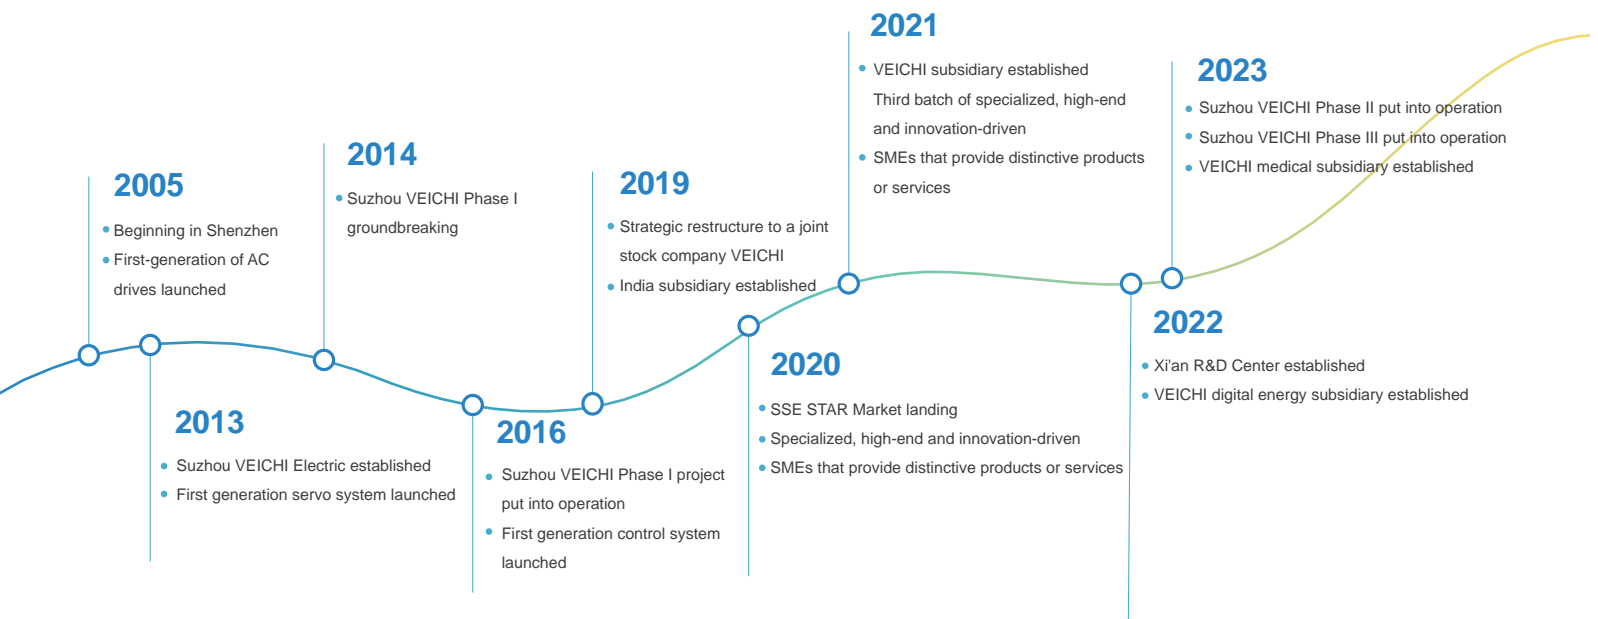 2005
Beginning in Shenzhen
First-generation of AC
drives launched
2013
Suzhou VEICHI Electric established
First generation servo system launched
2014
Suzhou VEICHI Phase I
groundbreaking
2016
Suzhou VEICHI Phase I project
put into operation
First generation control system
launched
2019
Strategic restructure to a joint
stock company VEICHI
India subsidiary established
2020
SSE STAR Market landing
Specialized, high-end and innovation-driven
SMEs that provide distinctive products or services
2021
VEICHI subsidiary established
Third batch of specialized, high-end
and innovation-driven
SMEs that provide distinctive products
or services
2022
Xi'an R&D Center established
VEICHI digital energy subsidiary established
2023
Suzhou VEICHI Phase II put into operation
Suzhou VEICHI Phase III put into operation
VEICHI medical subsidiary established